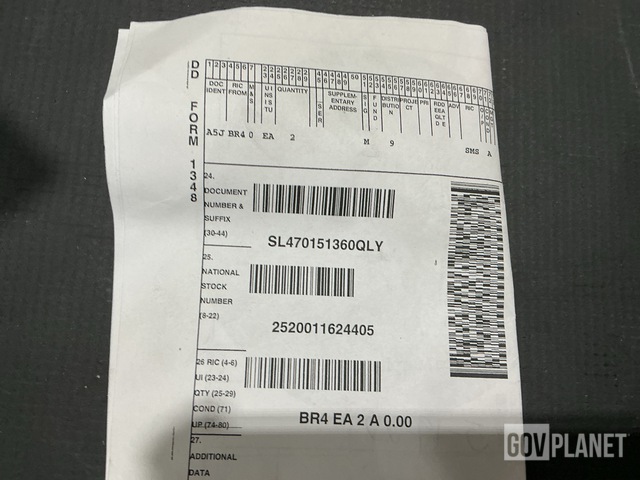 DD FORM 1348
DOC IDENT
RIC FROM
M&S
UNIT ISSU
QUANTITY
SER
SUPPLEMENTARY ADDRESS
SIG
FUND
DISTRIBUTION
PROJECT
PRI
ADV
RIC
A5J BR4 0 EA 2 M 9 SMS A
24.
DOCUMENT
NUMBER &
SUFFIX
(30-44)
SL470151360QLY
25.
NATIONAL
STOCK
NUMBER
(8-22)
2520011624405
26 RIC (4-6)
UI (23-24)
QTY (25-29)
COND (71)
UP (74-80)
BR4 EA 2 A 0.00
27.
ADDITIONAL
DATA
GOVPLANET